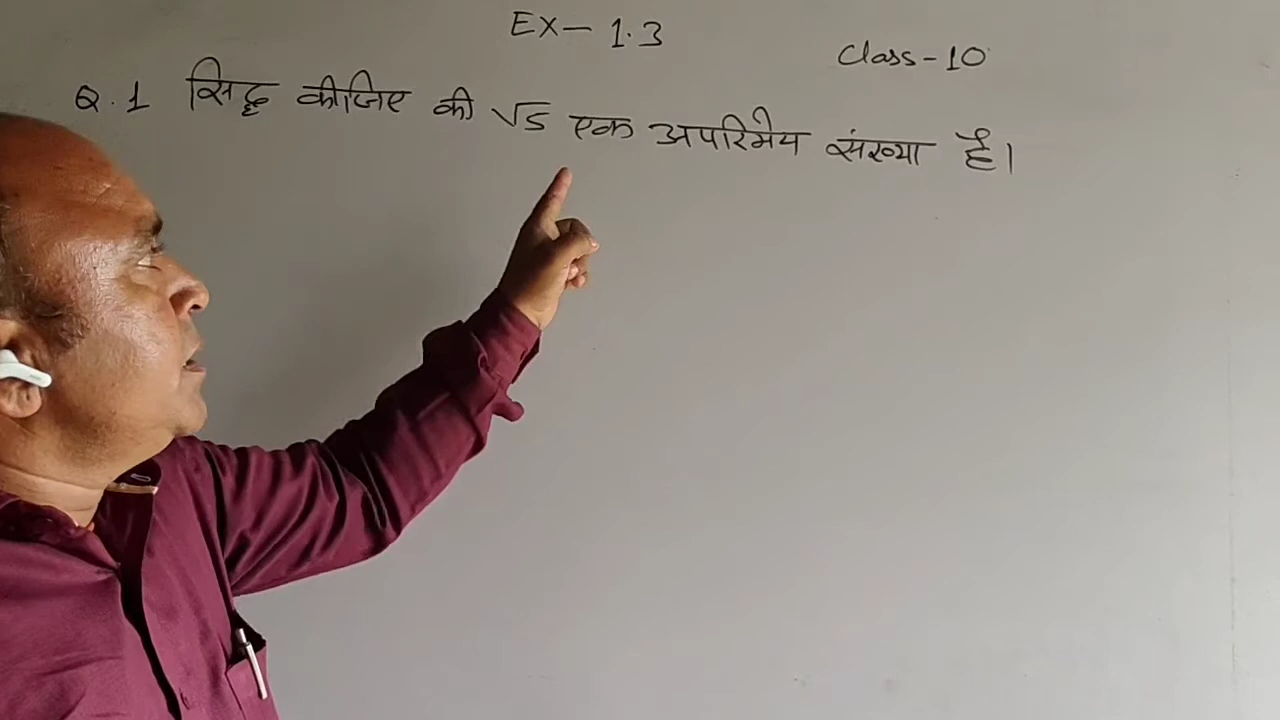 Ex- 1.3
Class-10
Q.1 सिद्ध कीजिए की √5 एक अपरिमेय संख्या है।